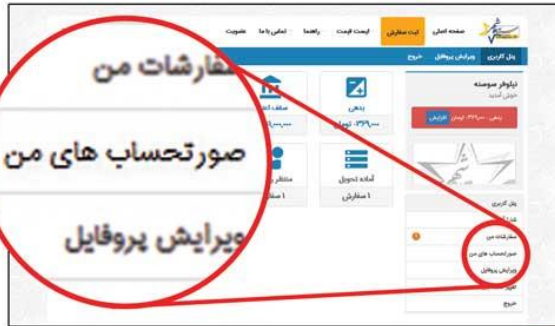 صفحه اصلی
ثبت سفارش
لیست قیمت
راهنما
تماس با ما
عضویت
پنل کاربری
ویرایش پروفایل
خروج
نیلوفر سوسنه
خوش آمدید
افزایش
بدهی
سقف
آماده تحویل
۱ سفارش
منتظر
پنل کاربری
سفارشات من
صورتحساب های من
ویرایش پروفایل
خروج
سفارشات من
صورتحساب های من
ویرایش پروفایل